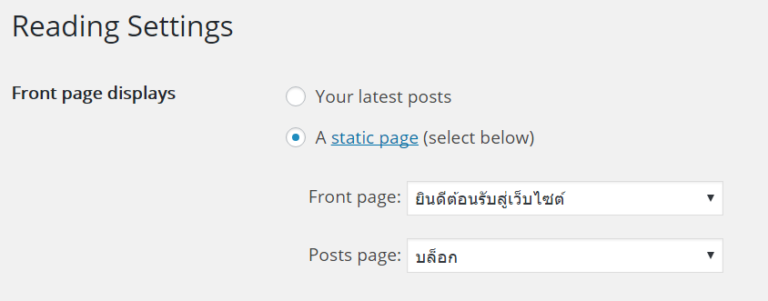 Reading Settings
Front page displays
Your latest posts
A static page (select below)
Front page: ยินดีต้อนรับสู่เว็บไซต์
Posts page: บล็อก